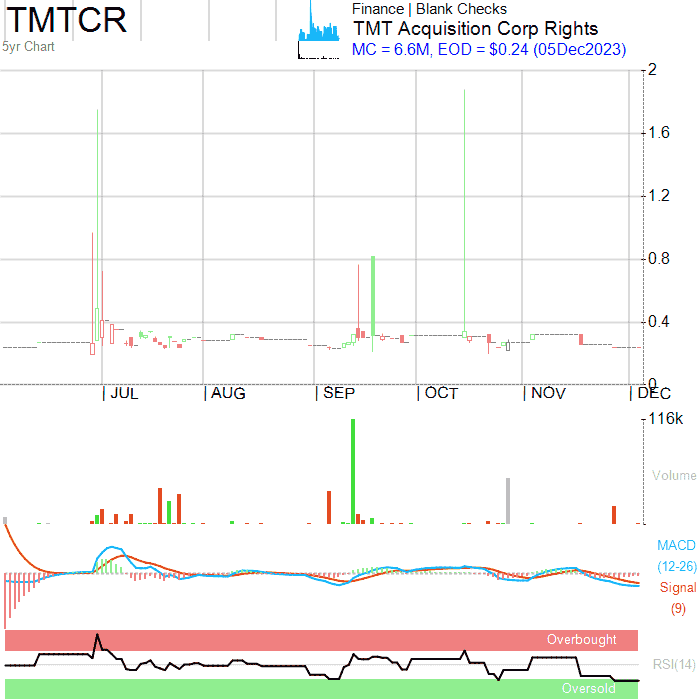 TMTCR
5yr Chart
Finance | Blank Checks
TMT Acquisition Corp Rights
MC = 6.6M, EOD = $0.24 (05Dec2023)
2
1.6
1.2
0.8
0.4
0
| JUL | AUG | SEP | OCT | NOV | DEC
116k
Volume
MACD
(12-26)
Signal
(9)
Overbought
RSI(14)
Oversold